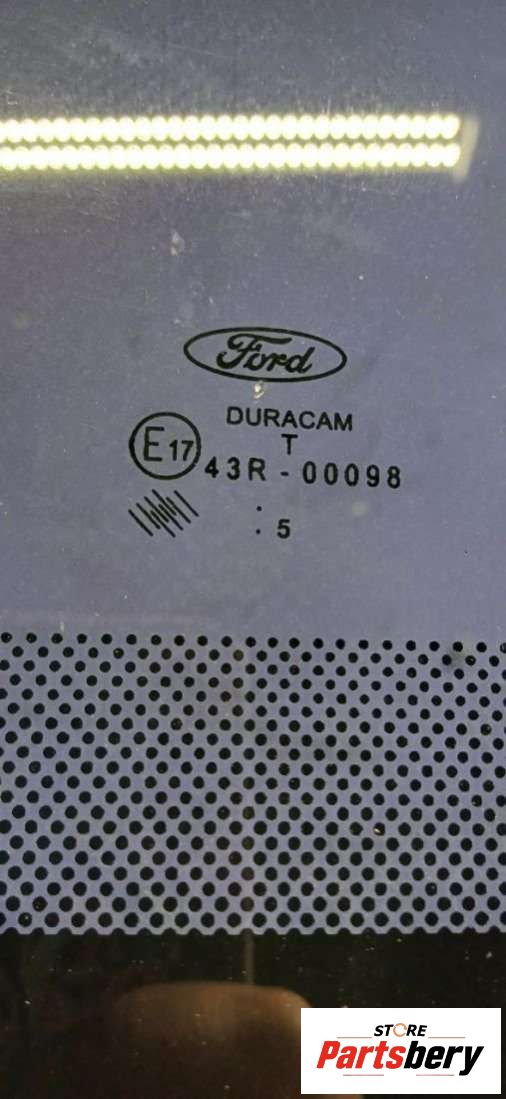 Ford
DURACAM
T
E17
43R - 00098
: 5
STORE
Partsbery